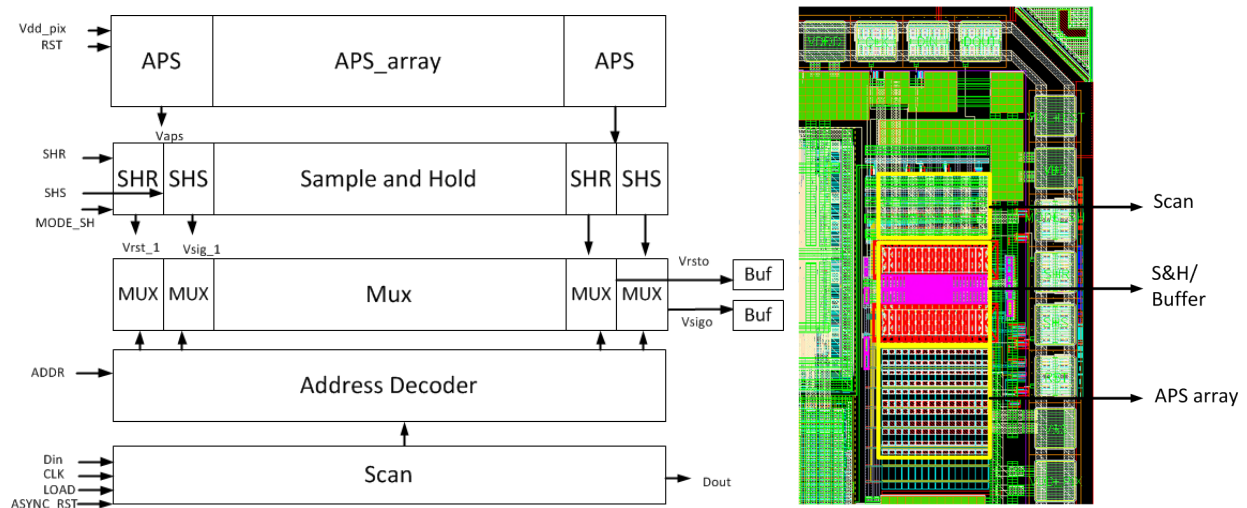 Vdd_pix
RST
APS
APS_array
APS
Vaps
SHR
SHS
MODE_SH
SHR
SHS
Sample and Hold
SHR
SHS
Vrst_1
Vsig_1
MUX
MUX
Mux
MUX
MUX
Vrsto
Buf
Vsigo
Buf
ADDR
Address Decoder
Din
CLK
LOAD
ASYNC_RST
Scan
Dout
Scan
S&H/
Buffer
APS array